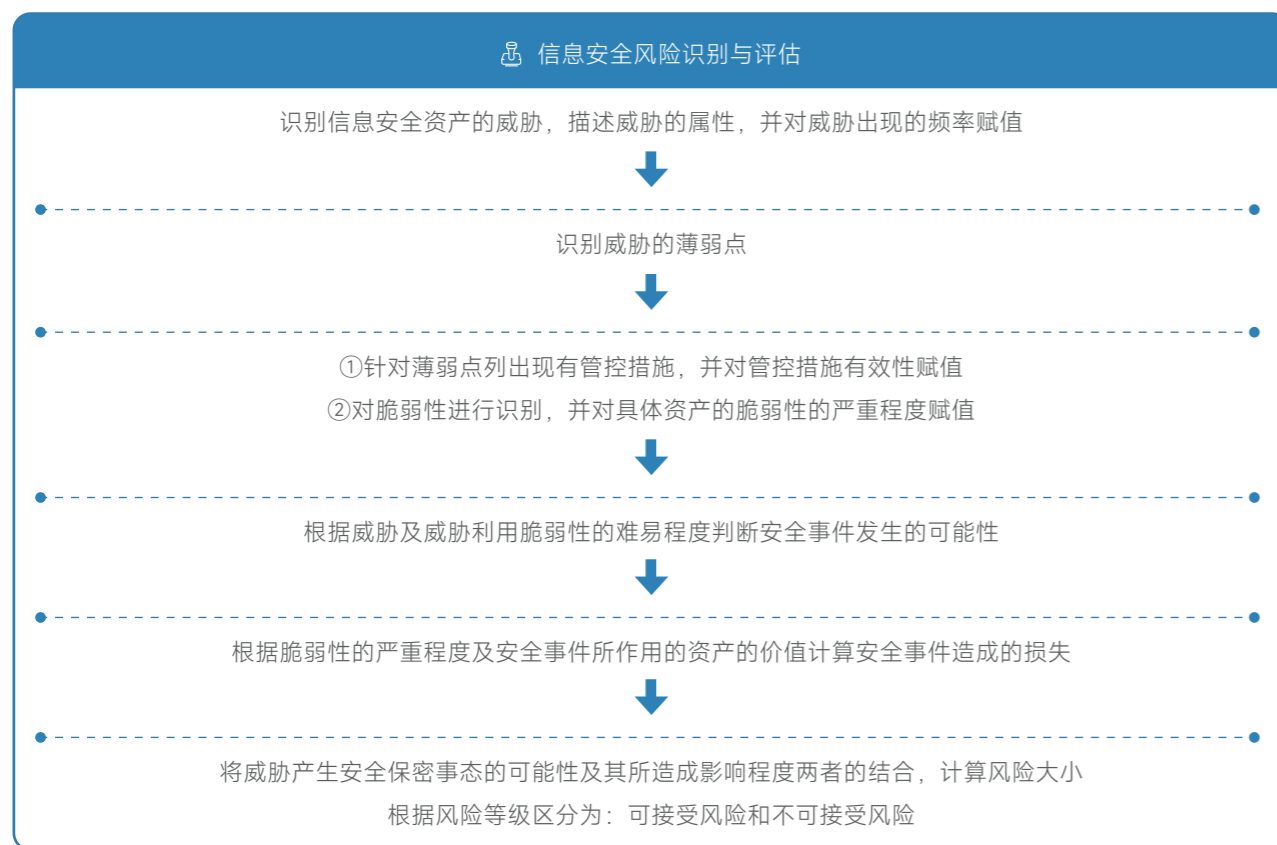 信息安全风险识别与评估
识别信息安全资产的威胁，描述威胁的属性，并对威胁出现的频率赋值
识别威胁的薄弱点
①针对薄弱点列出现有管控措施，并对管控措施有效性赋值
②对脆弱性进行识别，并对具体资产的脆弱性的严重程度赋值
根据威胁及威胁利用脆弱性的难易程度判断安全事件发生的可能性
根据脆弱性的严重程度及安全事件所作用的资产的价值计算安全事件造成的损失
将威胁产生安全保密事态的可能性及其所造成影响程度两者的结合，计算风险大小
根据风险等级区分为：可接受风险和不可接受风险